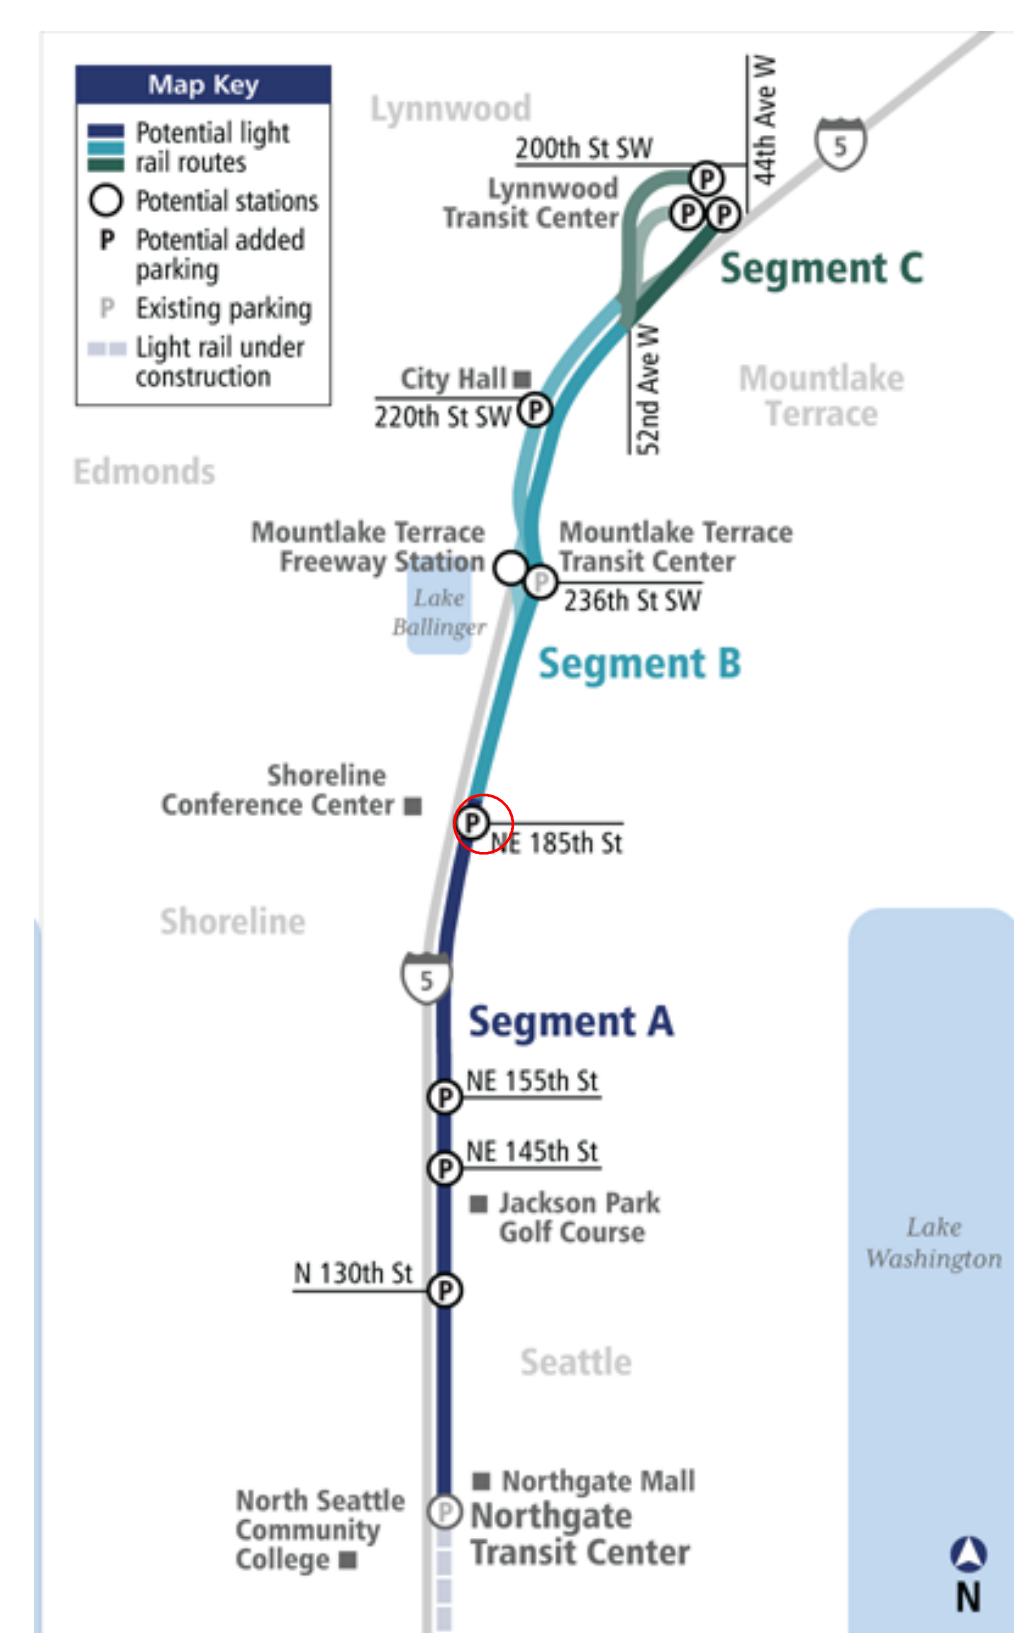 Map Key
Potential light
rail routes
Potential stations
P Potential added
parking
P Existing parking
Light rail under
construction
Lynnwood
200th St SW
44th Ave W
5
Lynnwood
Transit Center
P
P P
Segment C
52nd Ave W
Mountlake
Terrace
City Hall
220th St SW
P
Edmonds
Mountlake Terrace
Freeway Station
Mountlake Terrace
Transit Center
P
236th St SW
Lake
Ballinger
Segment B
Shoreline
Conference Center
P
NE 185th St
Shoreline
5
Segment A
NE 155th St
P
NE 145th St
P
Jackson Park
Golf Course
N 130th St
P
Lake
Washington
Seattle
Northgate Mall
North Seattle
Community
College
P
Northgate
Transit Center
N